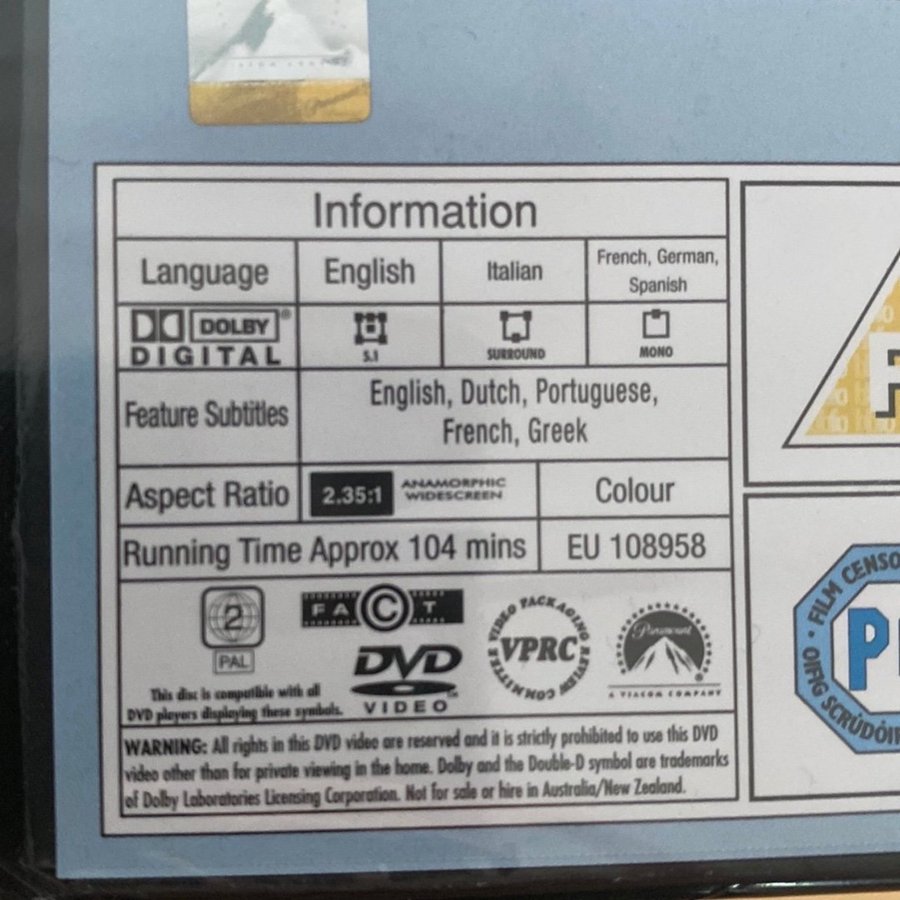 Information
Language
English
Italian
French, German,
Spanish
DOLBY®
DIGITAL
5.1
SURROUND
MONO
Feature Subtitles
English, Dutch, Portuguese,
French, Greek
Aspect Ratio
2.35:1
ANAMORPHIC
WIDESCREEN
Colour
Running Time Approx 104 mins
EU 108958
2
PAL
This disc is compatible with all
DVD players displaying these symbols.
FACT
DVD
VIDEO
VIDEO PACKAGING REVIEW COMMITTEE
VPRC
Paramount
A VIACOM COMPANY
WARNING: All rights in this DVD video are reserved and it is strictly prohibited to use this DVD
video other than for private viewing in the home. Dolby and the Double-D symbol are trademarks
of Dolby Laboratories Licensing Corporation. Not for sale or hire in Australia/New Zealand.
FILM
OIFIG
P